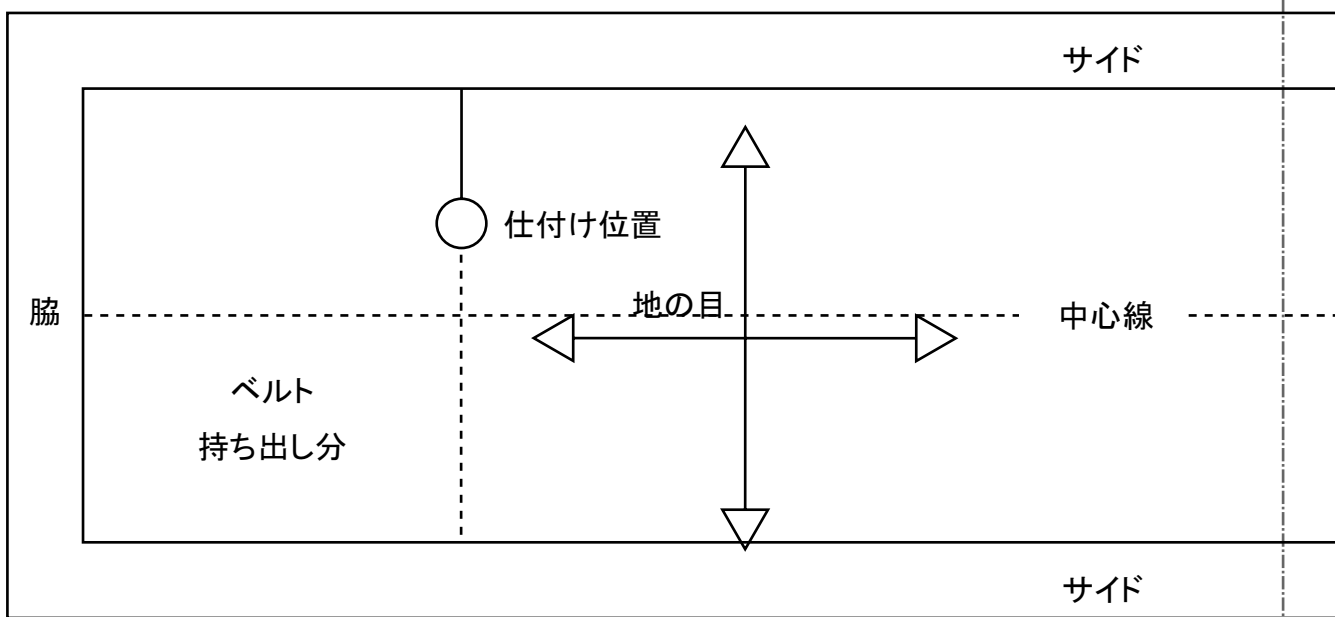 サイド
仕付け位置
地の目
脇
中心線
ベルト
持ち出し分
サイド